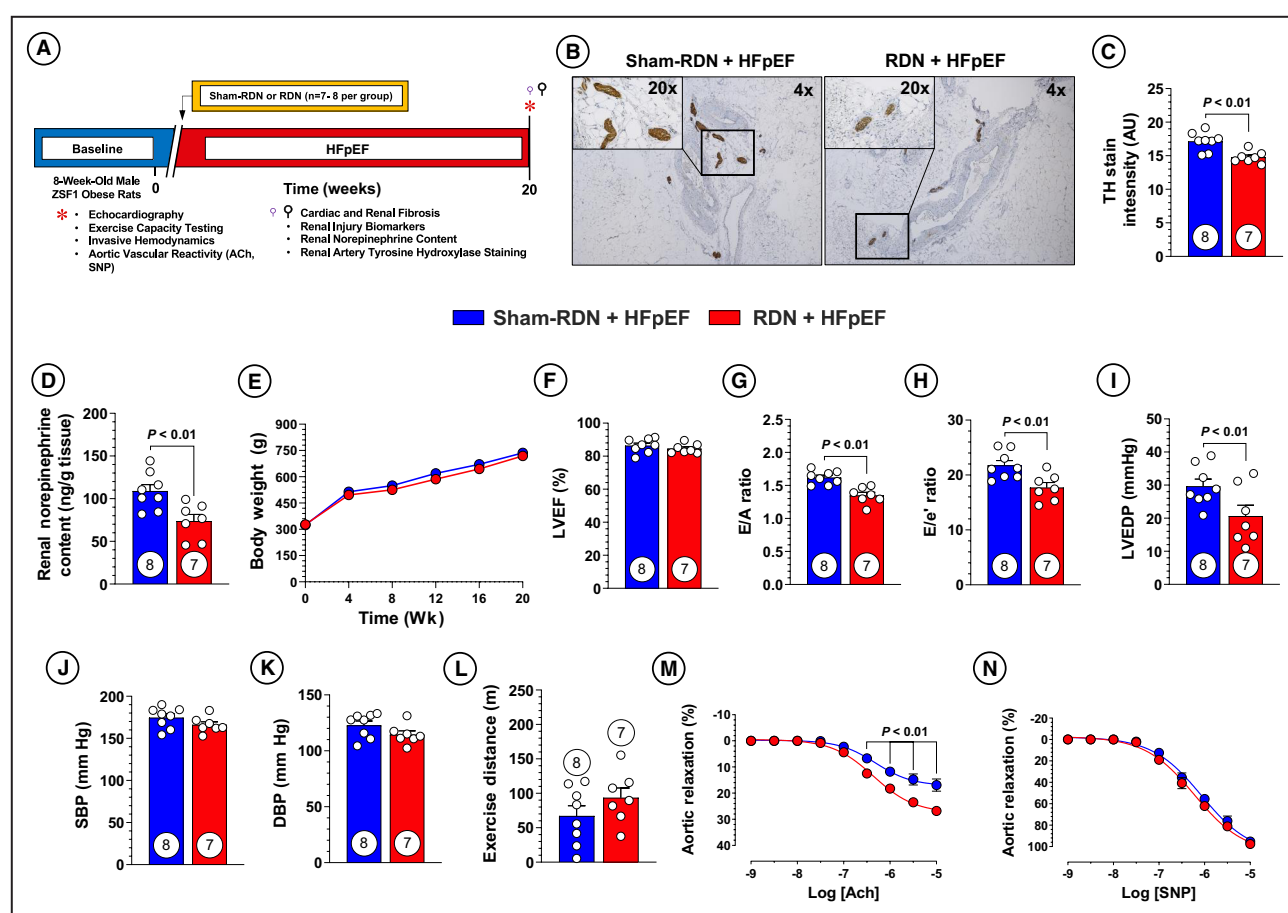 A
Sham-RDN or RDN (n=7- 8 per group)
Baseline
HFpEF
8-Week-Old Male
ZSF1 Obese Rats
0
Time (weeks)
20
* • Echocardiography
• Exercise Capacity Testing
• Invasive Hemodynamics
• Aortic Vascular Reactivity (ACh,
SNP)
• Cardiac and Renal Fibrosis
• Renal Injury Biomarkers
• Renal Norepinephrine Content
• Renal Artery Tyrosine Hydroxylase Staining
B
Sham-RDN + HFpEF
RDN + HFpEF
20x
4x
20x
4x
C
TH stain
intesnsity (AU)
25
20
15
10
5
0
P < 0.01
8
7
Sham-RDN + HFpEF
RDN + HFpEF
D
Renal norepinephrine
content (ng/g tissue)
200
150
100
50
0
P < 0.01
8
7
E
Body weight (g)
900
750
600
450
300
150
0
0 4 8 12 16 20
Time (Wk)
F
LVEF (%)
100
80
60
40
20
0
8
7
G
E/A ratio
2.5
2.0
1.5
1.0
0.5
0.0
P < 0.01
8
7
H
E/e' ratio
30
20
10
0
P < 0.01
8
7
I
LVEDP (mmHg)
50
40
30
20
10
0
P < 0.01
8
7
J
SBP (mm Hg)
200
150
100
50
0
8
7
K
DBP (mm Hg)
150
100
50
0
8
7
L
Exercise distance (m)
250
200
150
100
50
0
8
7
M
Aortic relaxation (%)
-10
0
10
20
30
40
P < 0.01
-9 -8 -7 -6 -5
Log [Ach]
N
Aortic relaxation (%)
-20
0
20
40
60
80
100
-9 -8 -7 -6 -5
Log [SNP]